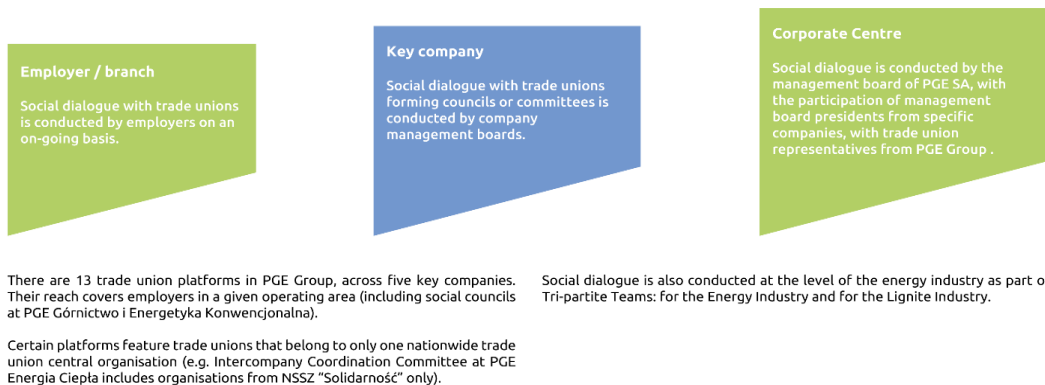 Employer / branch
Social dialogue with trade unions
is conducted by employers on an
on-going basis.
Key company
Social dialogue with trade unions
forming councils or committees is
conducted by company
management boards.
Corporate Centre
Social dialogue is conducted by the
management board of PGE SA, with
the participation of management
board presidents from specific
companies, with trade union
representatives from PGE Group .
There are 13 trade union platforms in PGE Group, across five key companies.
Their reach covers employers in a given operating area (including social councils
at PGE Górnictwo i Energetyka Konwencjonalna).
Certain platforms feature trade unions that belong to only one nationwide trade
union central organisation (e.g. Intercompany Coordination Committee at PGE
Energia Ciepła includes organisations from NSSZ “Solidarność” only).
Social dialogue is also conducted at the level of the energy industry as part o
Tri-partite Teams: for the Energy Industry and for the Lignite Industry.